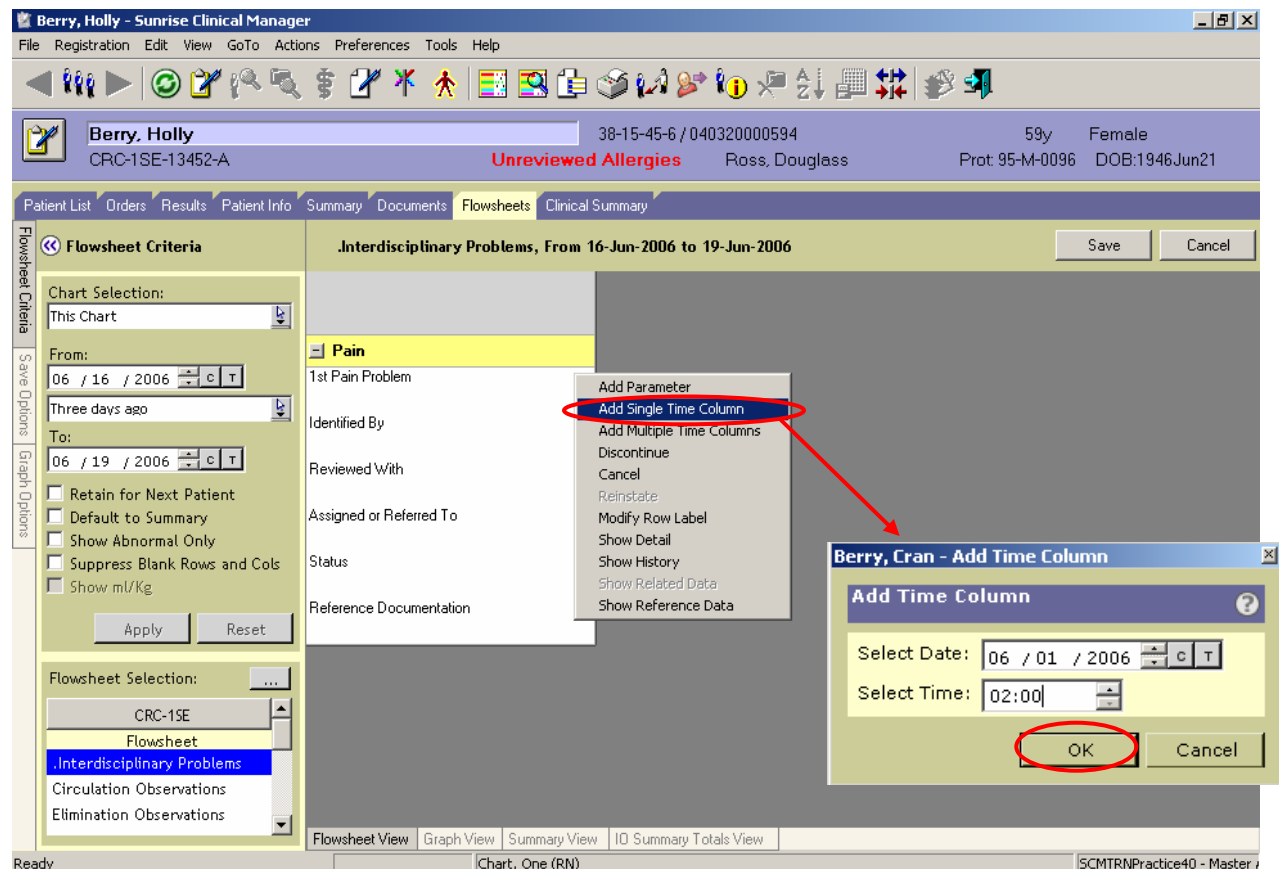 Berry, Holly - Sunrise Clinical Manager
File Registration Edit View GoTo Actions Preferences Tools Help
Berry, Holly 38-15-45-6 / 040320000594 59y Female
CRC-1SE-13452-A Unreviewed Allergies Ross, Douglass Prot: 95-M-0096 DOB:1946Jun21
Patient List Orders Results Patient Info Summary Documents Flowsheets Clinical Summary
Flowsheet Criteria
Save Options
Graph Options
Flowsheet Criteria
.Interdisciplinary Problems, From 16-Jun-2006 to 19-Jun-2006
Save Cancel
Chart Selection:
This Chart
From:
06 / 16 / 2006 C T
Three days ago
To:
06 / 19 / 2006 C T
Retain for Next Patient
Default to Summary
Show Abnormal Only
Suppress Blank Rows and Cols
Show ml/Kg
Apply Reset
Flowsheet Selection: ...
CRC-1SE
Flowsheet
.Interdisciplinary Problems
Circulation Observations
Elimination Observations
Pain
1st Pain Problem
Identified By
Reviewed With
Assigned or Referred To
Status
Reference Documentation
Add Parameter
Add Single Time Column
Add Multiple Time Columns
Discontinue
Cancel
Reinstate
Modify Row Label
Show Detail
Show History
Show Related Data
Show Reference Data
Berry, Cran - Add Time Column
Add Time Column
Select Date: 06 / 01 / 2006 C T
Select Time: 02:00
OK Cancel
Flowsheet View Graph View Summary View IO Summary Totals View
Ready Chart, One (RN) SCMTRNPractice40 - Master